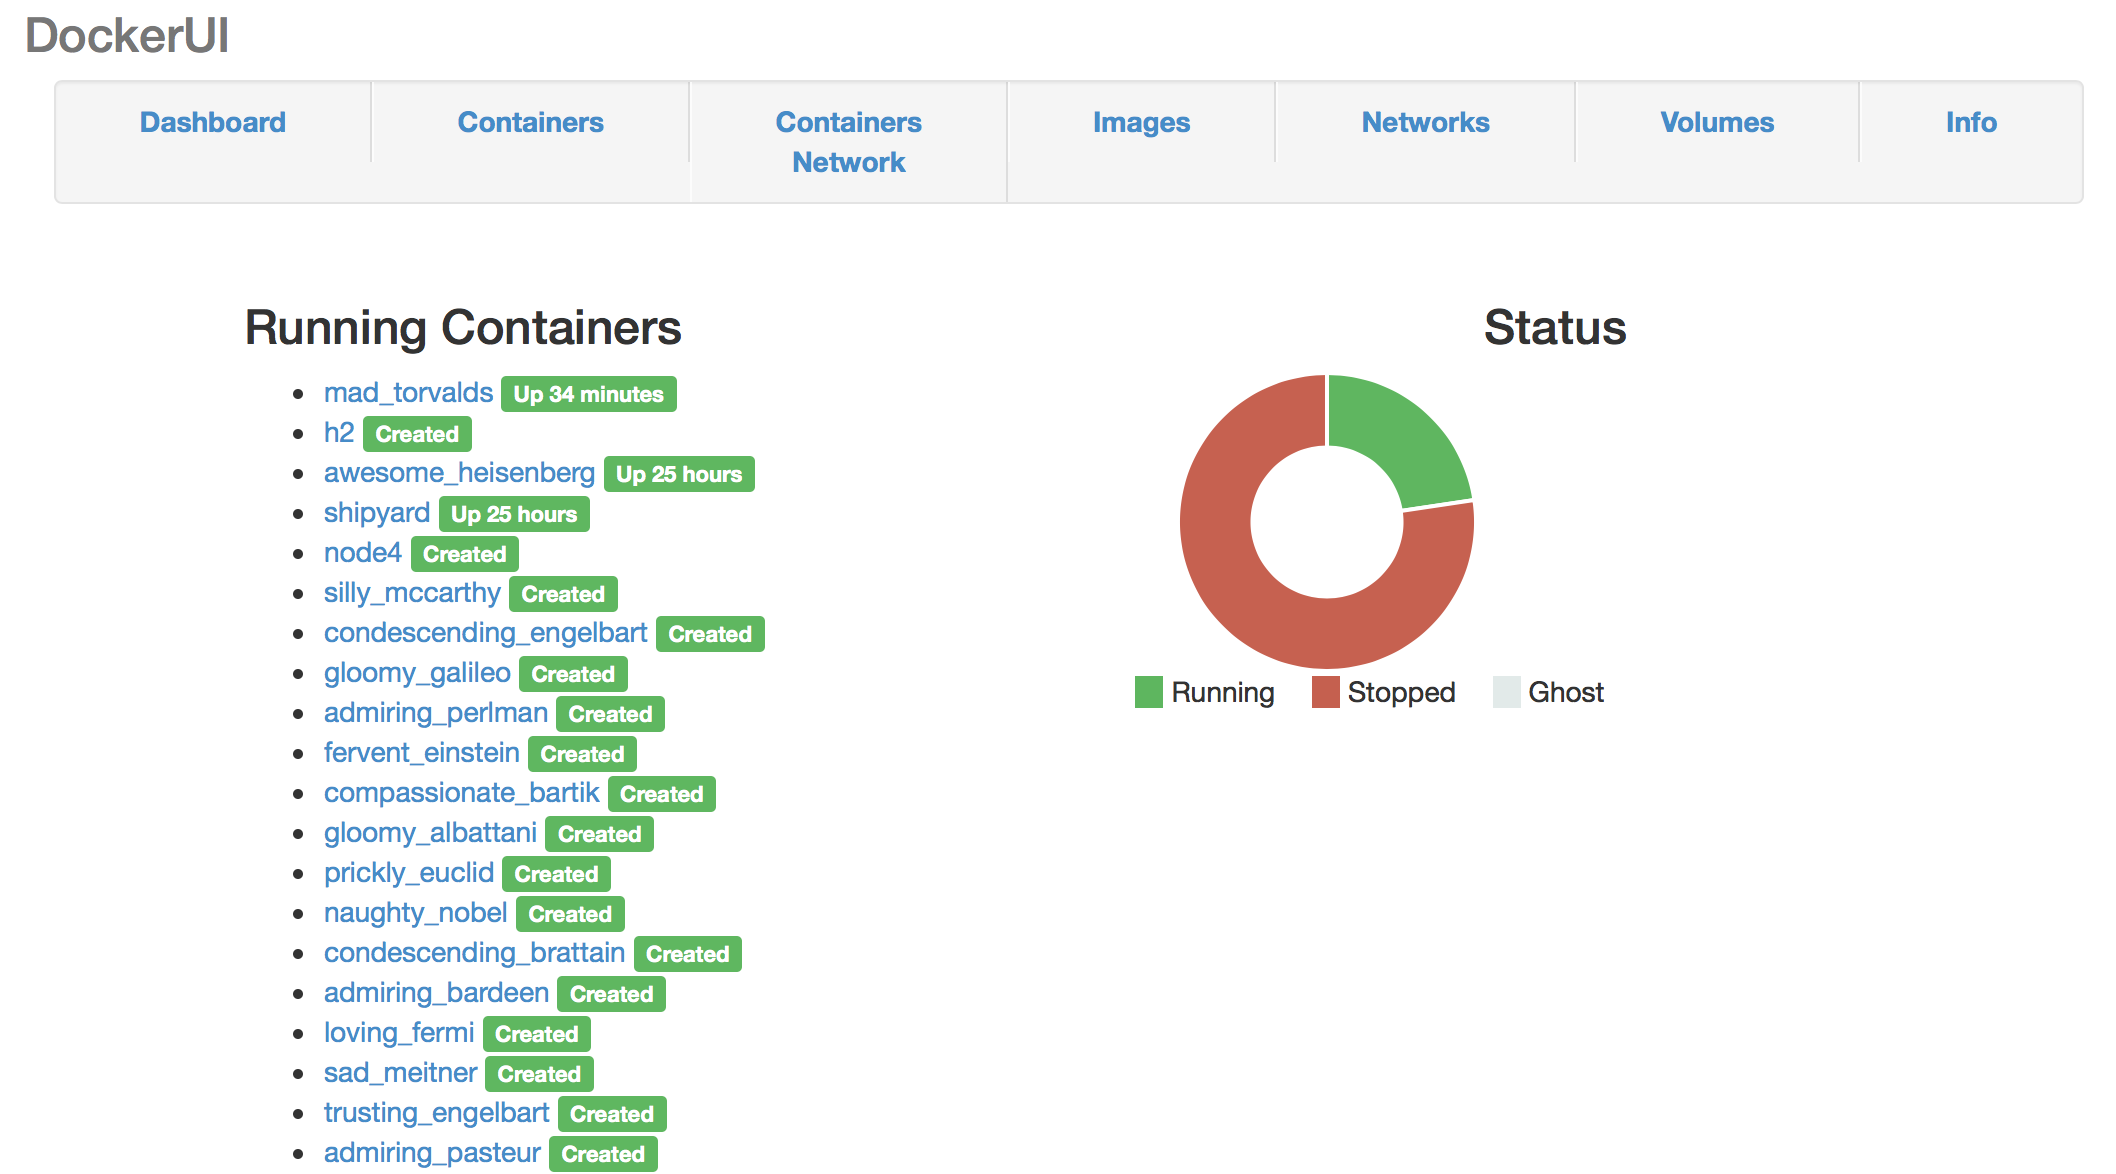 DockerUI
Dashboard Containers Containers Network Images Networks Volumes Info
Running Containers
mad_torvalds Up 34 minutes
h2 Created
awesome_heisenberg Up 25 hours
shipyard Up 25 hours
node4 Created
silly_mccarthy Created
condescending_engelbart Created
gloomy_galileo Created
admiring_perlman Created
fervent_einstein Created
compassionate_bartik Created
gloomy_albattani Created
prickly_euclid Created
naughty_nobel Created
condescending_brattain Created
admiring_bardeen Created
loving_fermi Created
sad_meitner Created
trusting_engelbart Created
admiring_pasteur Created
Status
Running Stopped Ghost